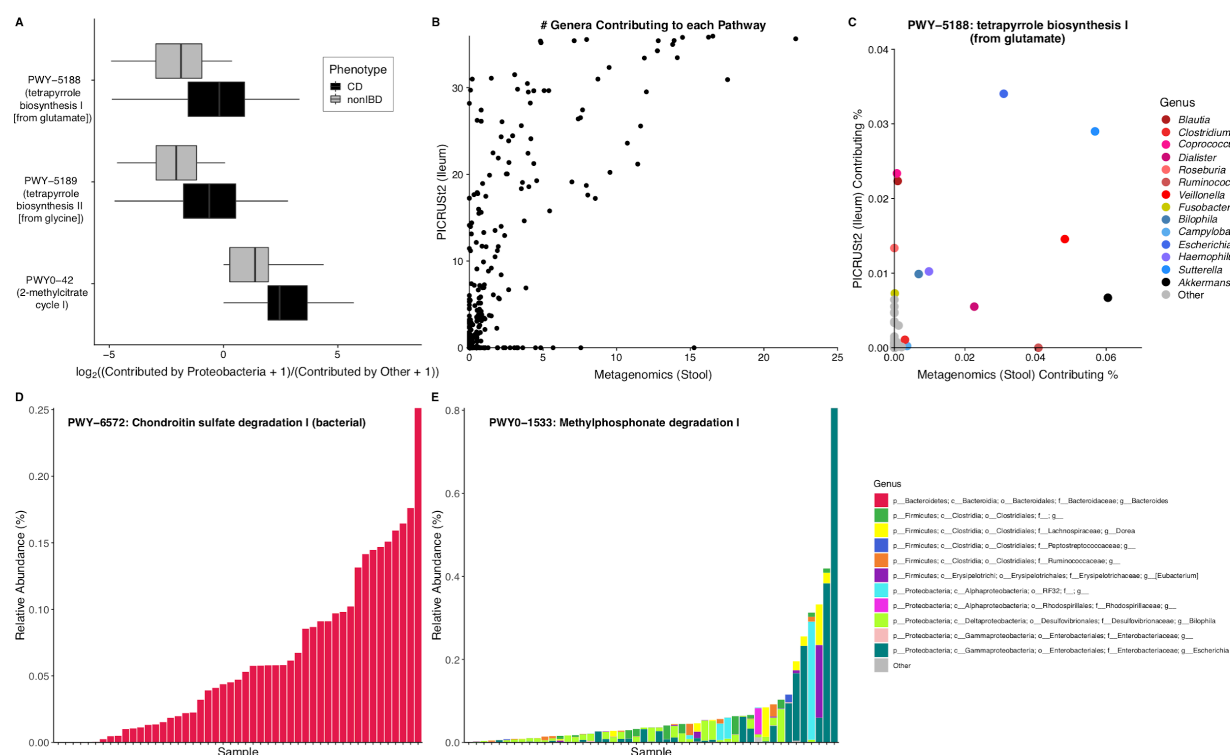 A
PWY−5188
(tetrapyrrole
biosynthesis I
[from glutamate])
PWY−5189
(tetrapyrrole
biosynthesis II
[from glycine])
PWY0−42
(2−methylcitrate
cycle I)
Phenotype
CD
nonIBD
−5
0
5
log2((Contributed by Proteobacteria + 1)/(Contributed by Other + 1))
B
# Genera Contributing to each Pathway
PICRUSt2 (Ileum)
30
20
10
0
0
5
10
15
20
25
Metagenomics (Stool)
C
PWY−5188: tetrapyrrole biosynthesis I
(from glutamate)
PICRUSt2 (Ileum) Contributing %
0.04
0.03
0.02
0.01
0.00
0.00
0.02
0.04
0.06
Metagenomics (Stool) Contributing %
Genus
Blautia
Clostridium
Coprococcu
Dialister
Roseburia
Ruminococ
Veillonella
Fusobacter
Bilophila
Campyloba
Escherichia
Haemophilu
Sutterella
Akkermans
Other
D
PWY−6572: Chondroitin sulfate degradation I (bacterial)
Relative Abundance (%)
0.25
0.20
0.15
0.10
0.05
0.00
Sample
E
PWY0−1533: Methylphosphonate degradation I
Relative Abundance (%)
0.8
0.6
0.4
0.2
0.0
Sample
Genus
p__Bacteroidetes; c__Bacteroidia; o__Bacteroidales; f__Bacteroidaceae; g__Bacteroides
p__Firmicutes; c__Clostridia; o__Clostridiales; f__; g__
p__Firmicutes; c__Clostridia; o__Clostridiales; f__Lachnospiraceae; g__Dorea
p__Firmicutes; c__Clostridia; o__Clostridiales; f__Peptostreptococcaceae; g__
p__Firmicutes; c__Clostridia; o__Clostridiales; f__Ruminococcaceae; g__
p__Firmicutes; c__Erysipelotrichi; o__Erysipelotrichales; f__Erysipelotrichaceae; g__[Eubacterium]
p__Proteobacteria; c__Alphaproteobacteria; o__RF32; f__; g__
p__Proteobacteria; c__Alphaproteobacteria; o__Rhodospirillales; f__Rhodospirillaceae; g__
p__Proteobacteria; c__Deltaproteobacteria; o__Desulfovibrionales; f__Desulfovibrionaceae; g__Bilophila
p__Proteobacteria; c__Gammaproteobacteria; o__Enterobacteriales; f__Enterobacteriaceae; g__
p__Proteobacteria; c__Gammaproteobacteria; o__Enterobacteriales; f__Enterobacteriaceae; g__Escherichia
Other